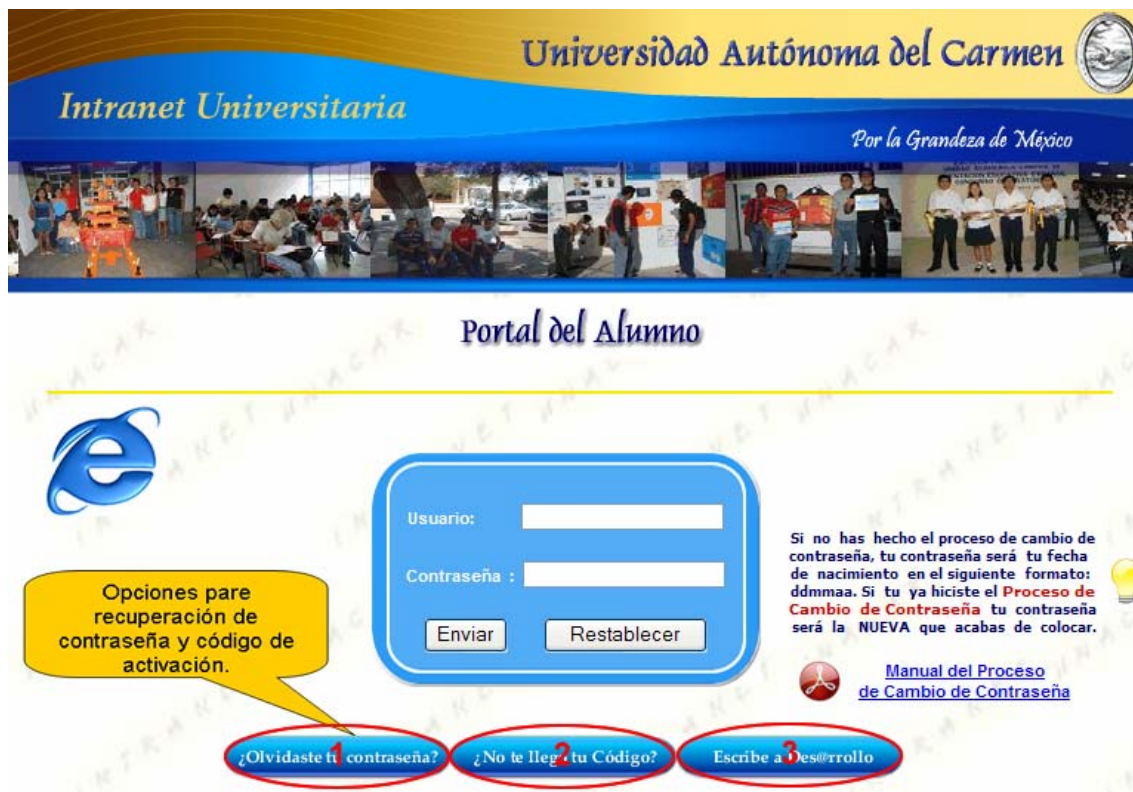 Universidad Autónoma del Carmen
Intranet Universitaria
Por la Grandeza de México
Portal del Alumno
Usuario:
Contraseña :
Enviar
Restablecer
Si no has hecho el proceso de cambio de
contraseña, tu contraseña será tu fecha
de nacimiento en el siguiente formato:
ddmmaa. Si tu ya hiciste el Proceso de
Cambio de Contraseña tu contraseña
será la NUEVA que acabas de colocar.
Opciones pare
recuperación de
contraseña y código de
activación.
Manual del Proceso
de Cambio de Contraseña
¿Olvidaste tu contraseña?
1
¿No te llegó tu Código?
2
Escribe a Des@rrollo
3
INTRANET UNACAR